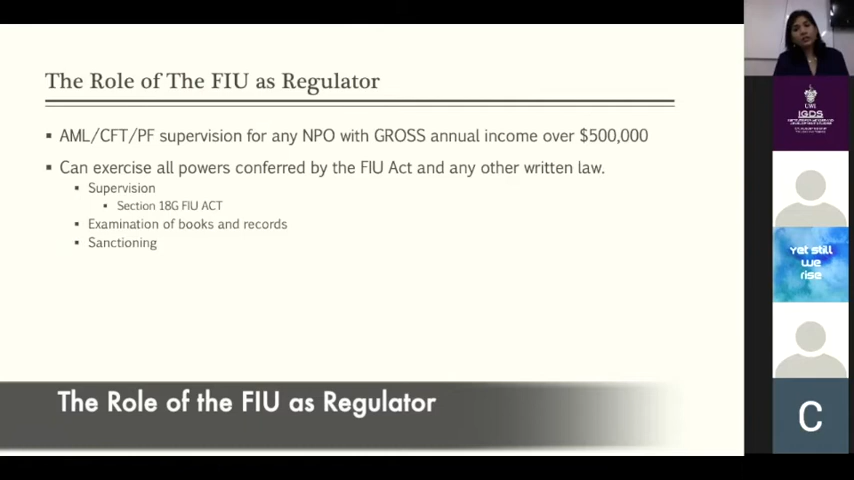 The Role of The FIU as Regulator
▪ AML/CFT/PF supervision for any NPO with GROSS annual income over $500,000
▪ Can exercise all powers conferred by the FIU Act and any other written law.
▪ Supervision
▪ Section 18G FIU ACT
▪ Examination of books and records
▪ Sanctioning
The Role of the FIU as Regulator
UWI
IGDS
yet still
we
rise
C